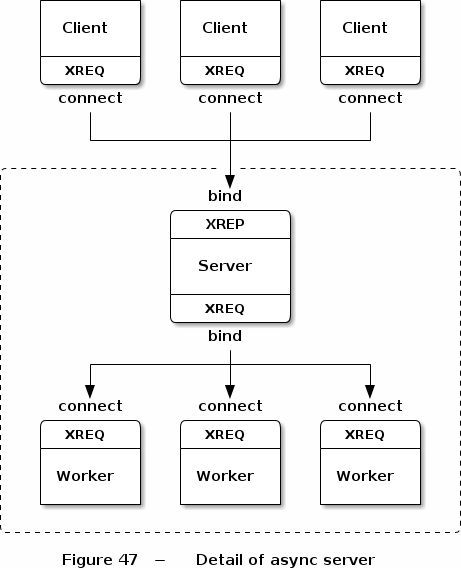 Client Client Client
XREQ XREQ XREQ
connect connect connect
bind
XREP
Server
XREQ
bind
connect connect connect
XREQ XREQ XREQ
Worker Worker Worker
Figure 47 – Detail of async server